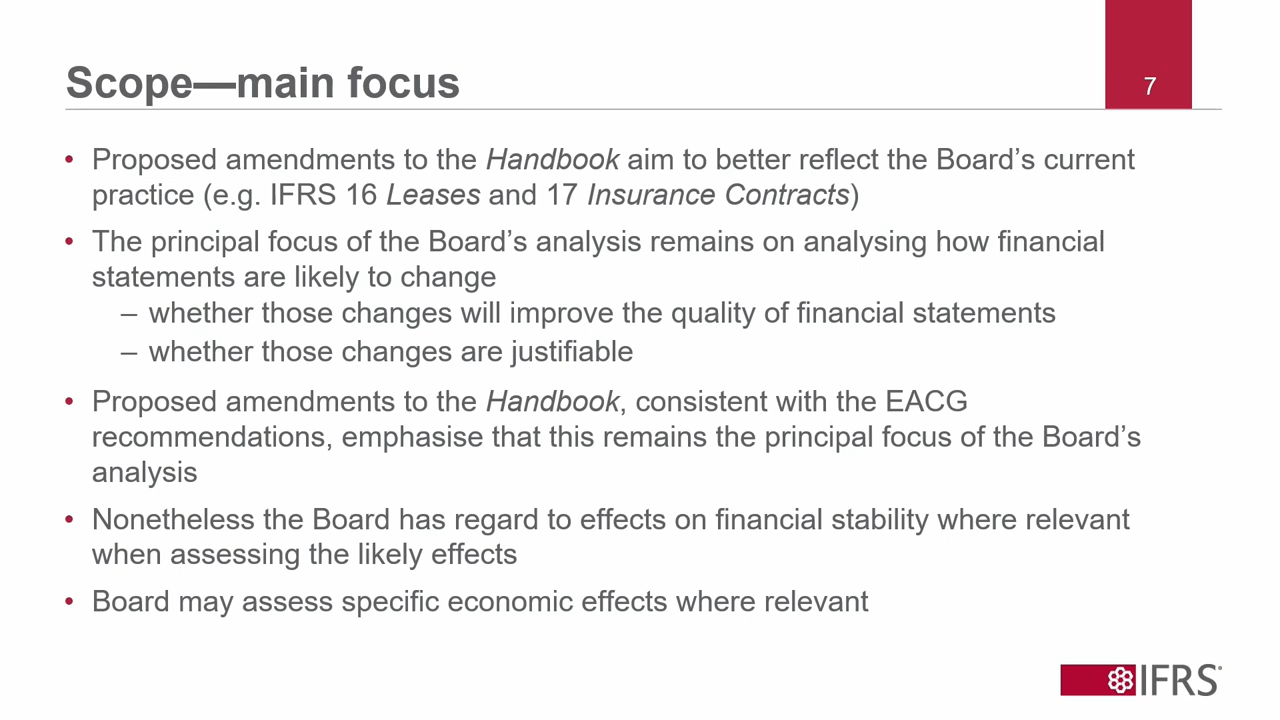 Scope—main focus
7
• Proposed amendments to the Handbook aim to better reflect the Board’s current
practice (e.g. IFRS 16 Leases and 17 Insurance Contracts)
• The principal focus of the Board’s analysis remains on analysing how financial
statements are likely to change
– whether those changes will improve the quality of financial statements
– whether those changes are justifiable
• Proposed amendments to the Handbook, consistent with the EACG
recommendations, emphasise that this remains the principal focus of the Board’s
analysis
• Nonetheless the Board has regard to effects on financial stability where relevant
when assessing the likely effects
• Board may assess specific economic effects where relevant
IFRS